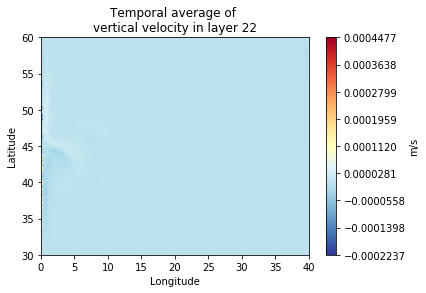 Temporal average of
vertical velocity in layer 22
60
55
50
45
40
35
30
Latitude
0 5 10 15 20 25 30 35 40
Longitude
0.0004477
0.0003638
0.0002799
0.0001959
0.0001120
0.0000281
−0.0000558
−0.0001398
−0.0002237
m/s